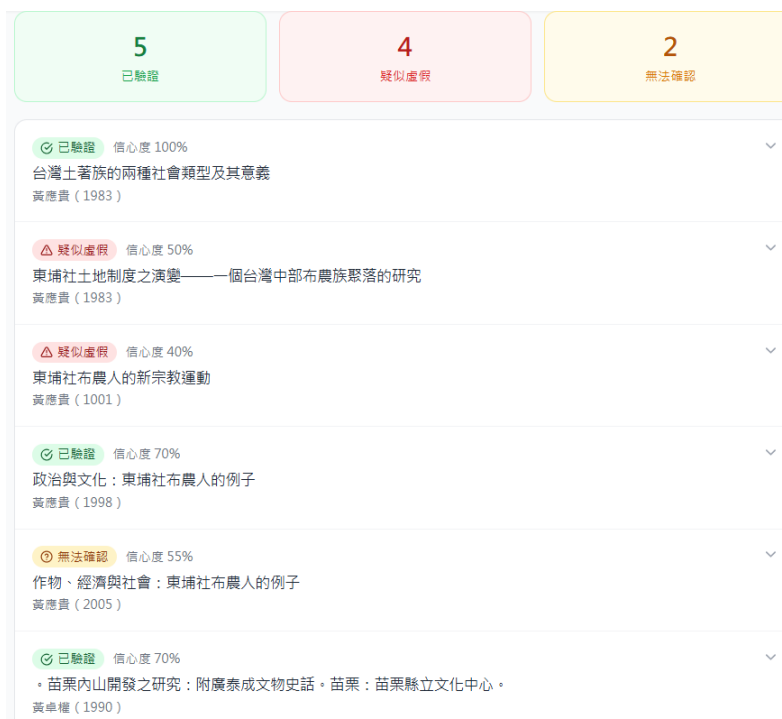 5
已驗證
4
疑似虛假
2
無法確認
已驗證 信心度 100%
台灣土著族的兩種社會類型及其意義
黃應貴 ( 1983 )
疑似虛假 信心度 50%
東埔社土地制度之演變——一個台灣中部布農族聚落的研究
黃應貴 ( 1983 )
疑似虛假 信心度 40%
東埔社布農人的新宗教運動
黃應貴 ( 1001 )
已驗證 信心度 70%
政治與文化：東埔社布農人的例子
黃應貴 ( 1998 )
無法確認 信心度 55%
作物、經濟與社會：東埔社布農人的例子
黃應貴 ( 2005 )
已驗證 信心度 70%
。苗栗內山開發之研究：附廣泰成文物史話。苗栗：苗栗縣立文化中心。
黃卓權 ( 1990 )